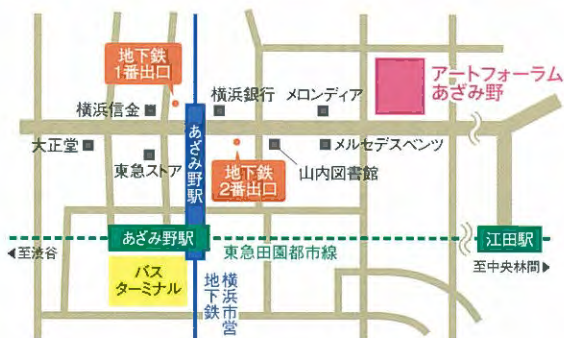 地下鉄
1番出口
横浜銀行
メロンディア
アートフォーラム
あざみ野
横浜信金
大正堂
東急ストア
あざみ野駅
地下鉄
2番出口
山内図書館
メルセデスベンツ
あざみ野駅
東急田園都市線
江田駅
◀至渋谷
至中央林間▶
バス
ターミナル
横浜市営
地下鉄